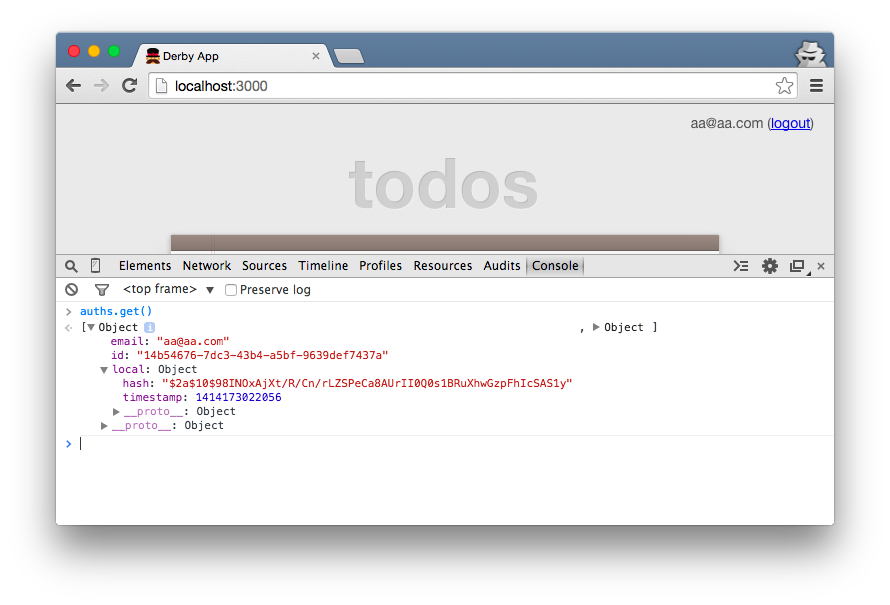 Derby App
localhost:3000
aa@aa.com (logout)
todos
Elements Network Sources Timeline Profiles Resources Audits Console
<top frame> Preserve log
auths.get()
[Object , Object ]
email: "aa@aa.com"
id: "14b54676-7dc3-43b4-a5bf-9639def7437a"
local: Object
hash: "$2a$10$98INOxAjXt/R/Cn/rLZSPeCa8AUrII0Q0s1BRuXhwGzpFhIcSAS1y"
timestamp: 1414173022056
__proto__: Object
__proto__: Object